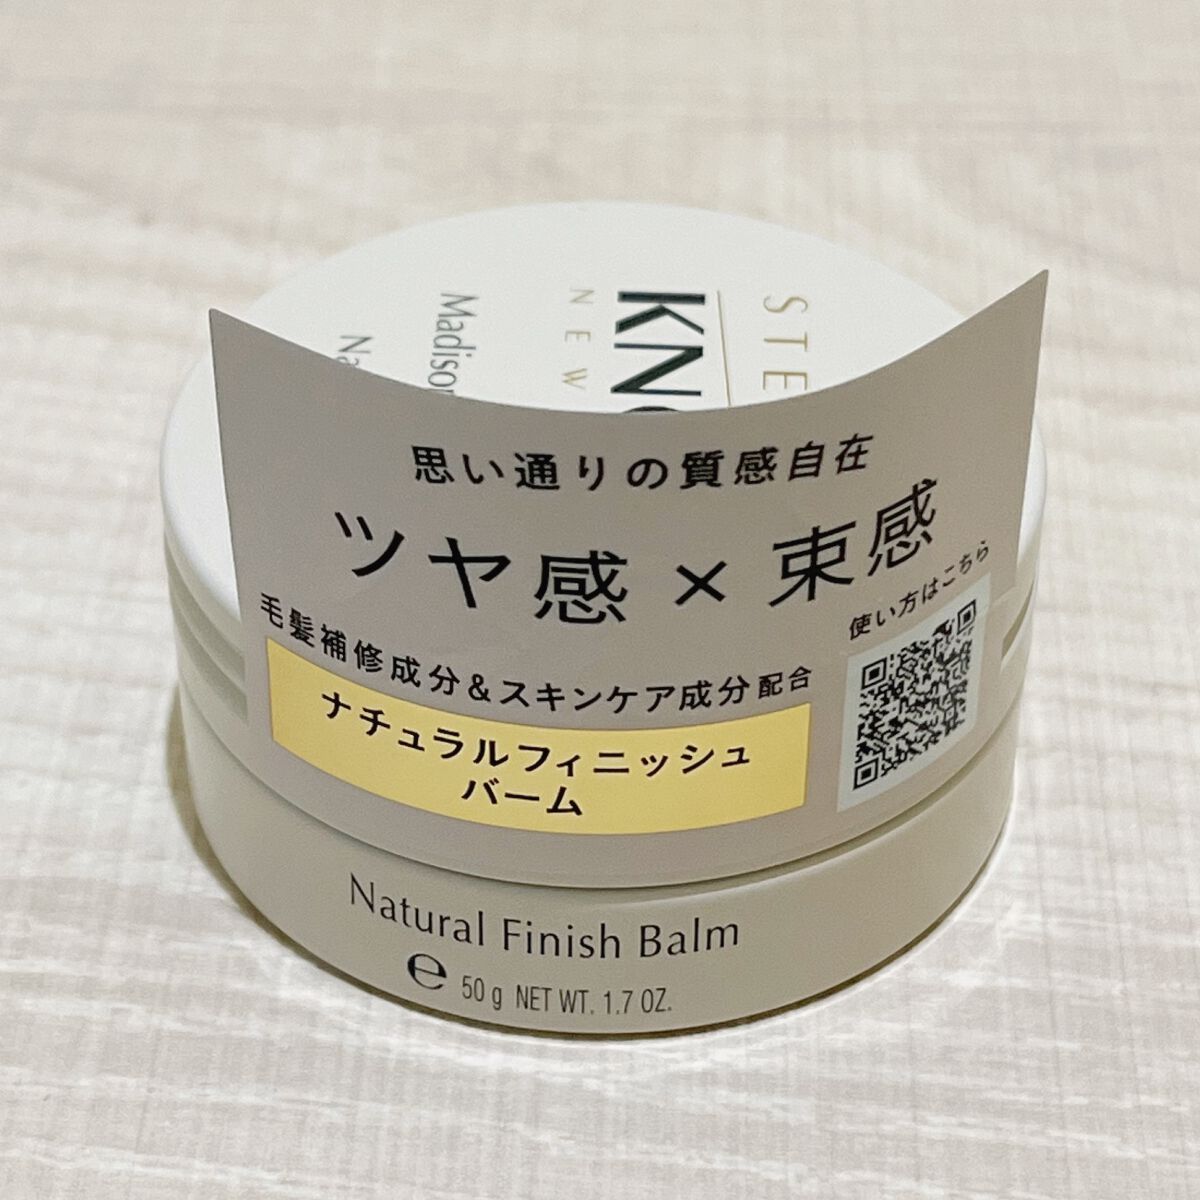 STE
KNO
NEW
Madison
Na
思い通りの質感自在
ツヤ感×束感
毛髪補修成分&スキンケア成分配合
使い方はこちら
ナチュラルフィニッシュ
バーム
Natural Finish Balm
℮ 50 g NET WT. 1.7 OZ.